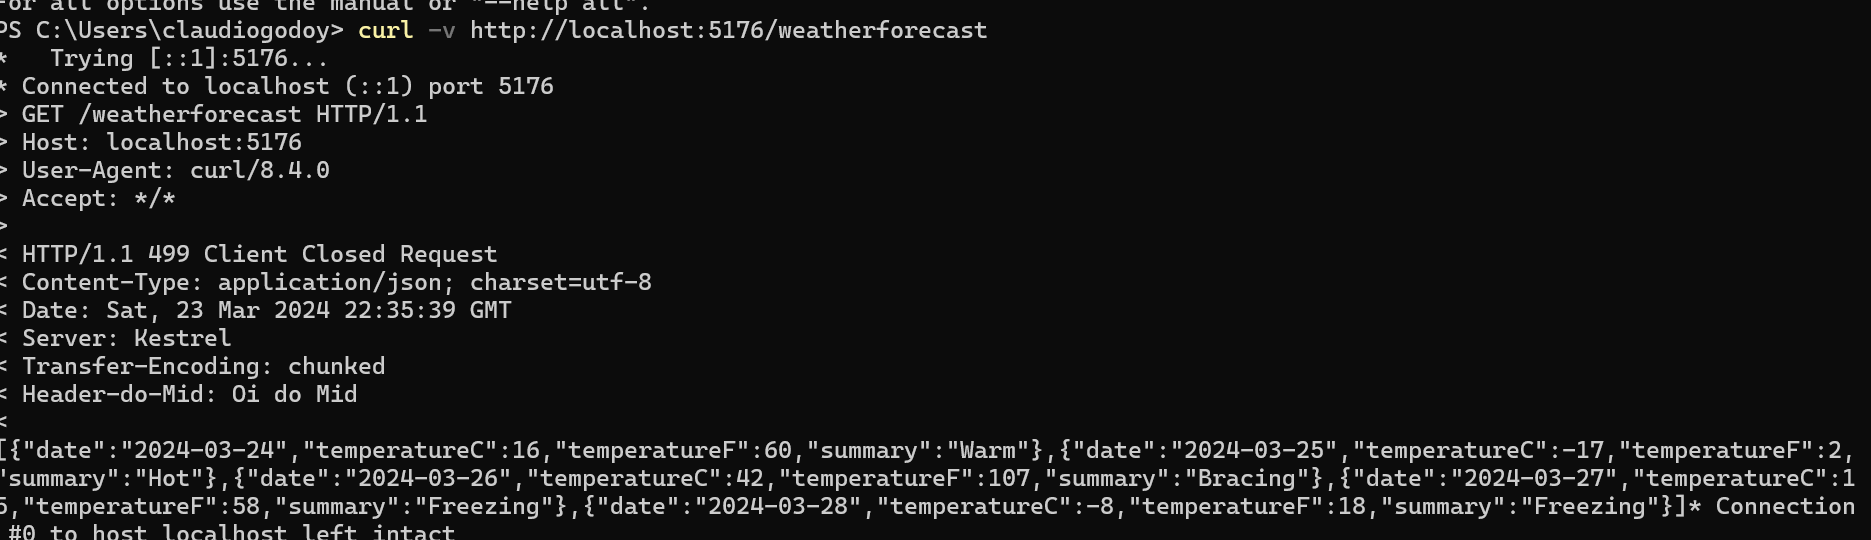 For all options use the manual or "--help all".
PS C:\Users\claudiogodoy> curl -v http://localhost:5176/weatherforecast
*   Trying [::1]:5176...
* Connected to localhost (::1) port 5176
> GET /weatherforecast HTTP/1.1
> Host: localhost:5176
> User-Agent: curl/8.4.0
> Accept: */*
>
< HTTP/1.1 499 Client Closed Request
< Content-Type: application/json; charset=utf-8
< Date: Sat, 23 Mar 2024 22:35:39 GMT
< Server: Kestrel
< Transfer-Encoding: chunked
< Header-do-Mid: Oi do Mid
<
[{"date":"2024-03-24","temperatureC":16,"temperatureF":60,"summary":"Warm"},{"date":"2024-03-25","temperatureC":-17,"temperatureF":2,
"summary":"Hot"},{"date":"2024-03-26","temperatureC":42,"temperatureF":107,"summary":"Bracing"},{"date":"2024-03-27","temperatureC":1
5,"temperatureF":58,"summary":"Freezing"},{"date":"2024-03-28","temperatureC":-8,"temperatureF":18,"summary":"Freezing"}]* Connection
 #0 to host localhost left intact